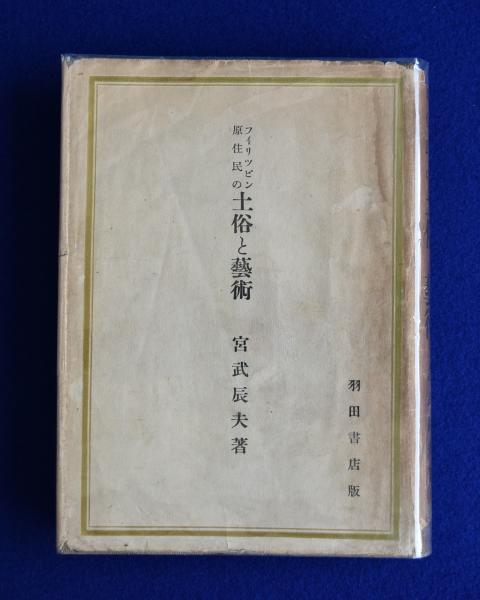 フィリッピン
原住民の
土俗と藝術
宮武辰夫著
羽田書店版